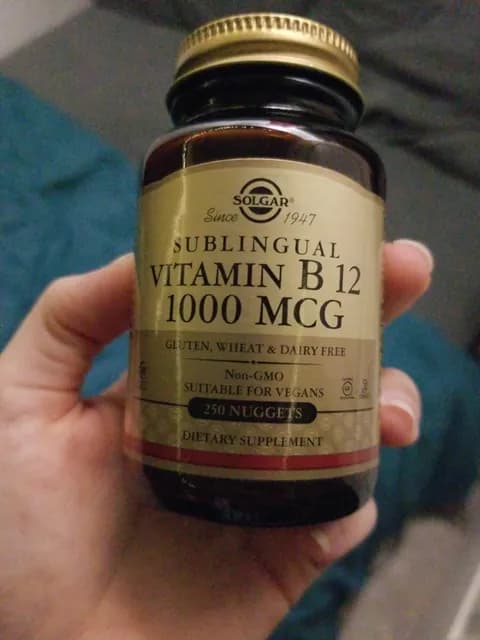 SOLGAR®
Since 1947
SUBLINGUAL
VITAMIN B 12
1000 MCG
GLUTEN, WHEAT & DAIRY FREE
Non-GMO
SUITABLE FOR VEGANS
250 NUGGETS
DIETARY SUPPLEMENT